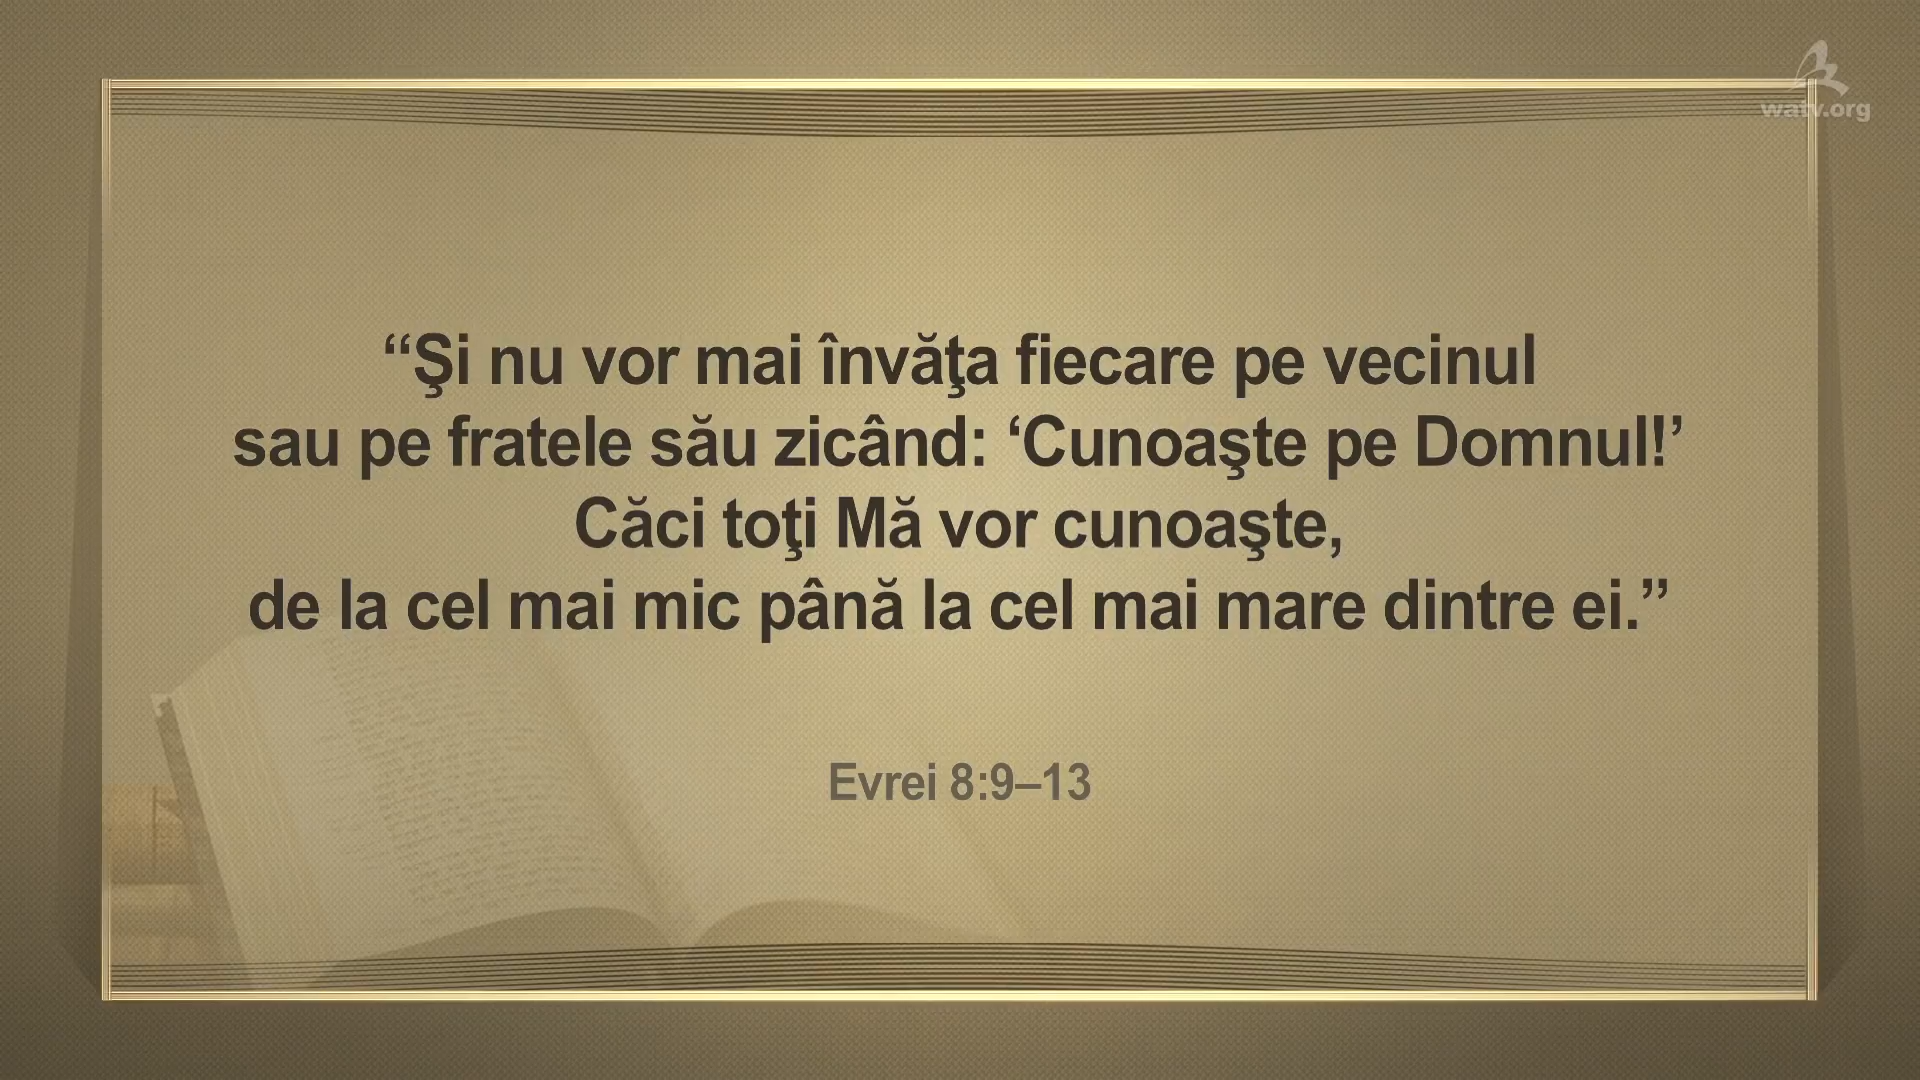 watv.org
“Şi nu vor mai învăţa fiecare pe vecinul
sau pe fratele său zicând: ‘Cunoaşte pe Domnul!’
Căci toţi Mă vor cunoaşte,
de la cel mai mic până la cel mai mare dintre ei.”
Evrei 8:9–13